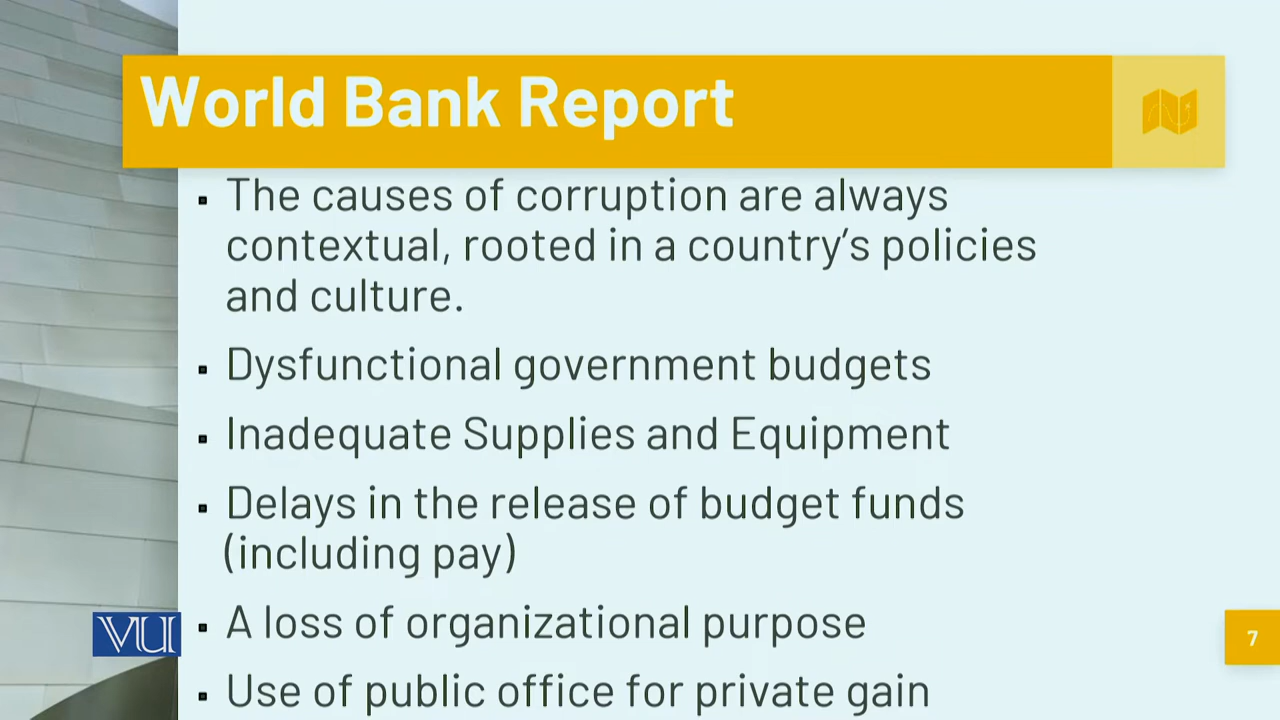 World Bank Report
▪ The causes of corruption are always
contextual, rooted in a country’s policies
and culture.
▪ Dysfunctional government budgets
▪ Inadequate Supplies and Equipment
▪ Delays in the release of budget funds
(including pay)
▪ A loss of organizational purpose
VU
7
▪ Use of public office for private gain